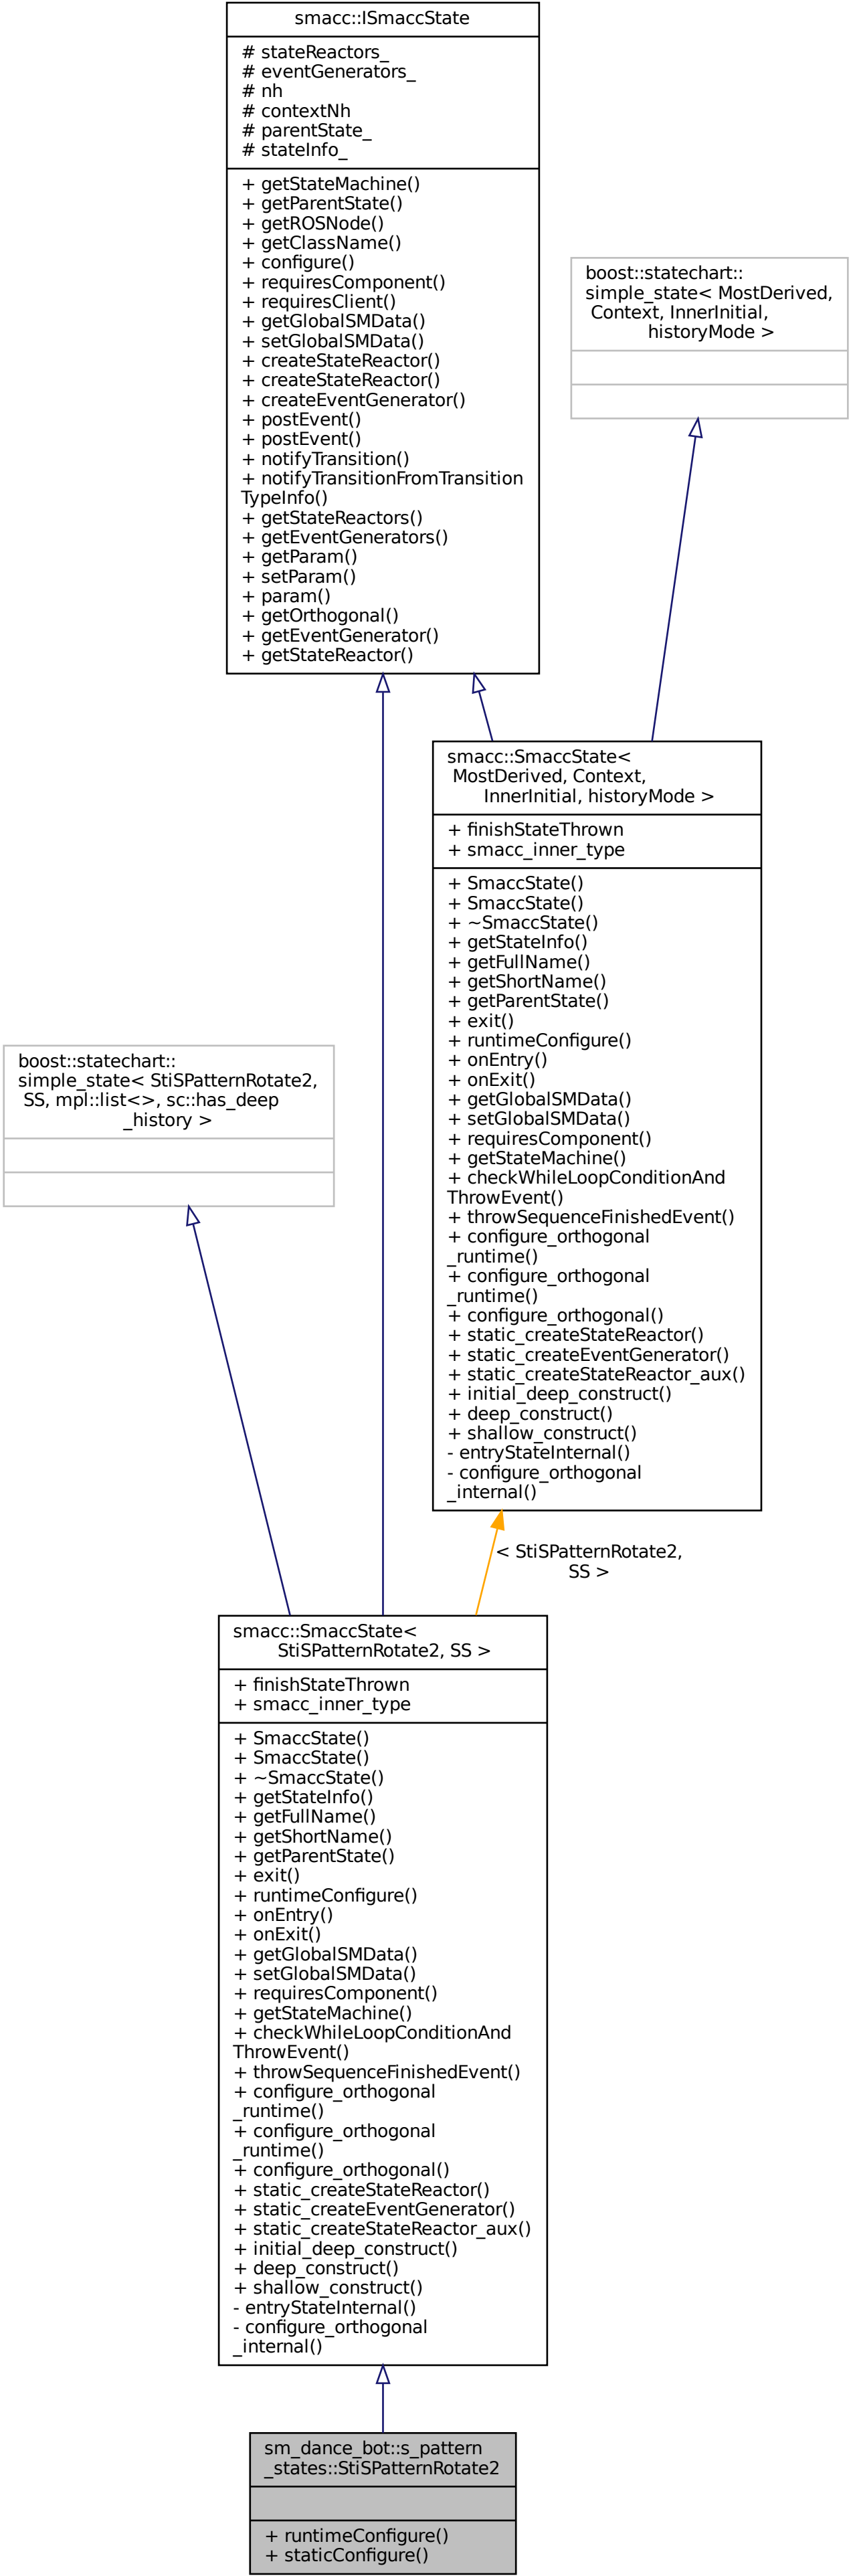 smacc::ISmaccState
# stateReactors_
# eventGenerators_
# nh
# contextNh
# parentState_
# stateInfo_
+ getStateMachine()
+ getParentState()
+ getROSNode()
+ getClassName()
+ configure()
+ requiresComponent()
+ requiresClient()
+ getGlobalSMData()
+ setGlobalSMData()
+ createStateReactor()
+ createStateReactor()
+ createEventGenerator()
+ postEvent()
+ postEvent()
+ notifyTransition()
+ notifyTransitionFromTransition
TypeInfo()
+ getStateReactors()
+ getEventGenerators()
+ getParam()
+ setParam()
+ param()
+ getOrthogonal()
+ getEventGenerator()
+ getStateReactor()
boost::statechart::
simple_state< MostDerived,
Context, InnerInitial,
historyMode >
smacc::SmaccState<
MostDerived, Context,
InnerInitial, historyMode >
+ finishStateThrown
+ smacc_inner_type
+ SmaccState()
+ SmaccState()
+ ~SmaccState()
+ getStateInfo()
+ getFullName()
+ getShortName()
+ getParentState()
+ exit()
+ runtimeConfigure()
+ onEntry()
+ onExit()
+ getGlobalSMData()
+ setGlobalSMData()
+ requiresComponent()
+ getStateMachine()
+ checkWhileLoopConditionAnd
ThrowEvent()
+ throwSequenceFinishedEvent()
+ configure_orthogonal
_runtime()
+ configure_orthogonal
_runtime()
+ configure_orthogonal()
+ static_createStateReactor()
+ static_createEventGenerator()
+ static_createStateReactor_aux()
+ initial_deep_construct()
+ deep_construct()
+ shallow_construct()
- entryStateInternal()
- configure_orthogonal
_internal()
boost::statechart::
simple_state< StiSPatternRotate2,
SS, mpl::list<>, sc::has_deep
_history >
< StiSPatternRotate2,
SS >
smacc::SmaccState<
StiSPatternRotate2, SS >
+ finishStateThrown
+ smacc_inner_type
+ SmaccState()
+ SmaccState()
+ ~SmaccState()
+ getStateInfo()
+ getFullName()
+ getShortName()
+ getParentState()
+ exit()
+ runtimeConfigure()
+ onEntry()
+ onExit()
+ getGlobalSMData()
+ setGlobalSMData()
+ requiresComponent()
+ getStateMachine()
+ checkWhileLoopConditionAnd
ThrowEvent()
+ throwSequenceFinishedEvent()
+ configure_orthogonal
_runtime()
+ configure_orthogonal
_runtime()
+ configure_orthogonal()
+ static_createStateReactor()
+ static_createEventGenerator()
+ static_createStateReactor_aux()
+ initial_deep_construct()
+ deep_construct()
+ shallow_construct()
- entryStateInternal()
- configure_orthogonal
_internal()
sm_dance_bot::s_pattern
_states::StiSPatternRotate2
+ runtimeConfigure()
+ staticConfigure()